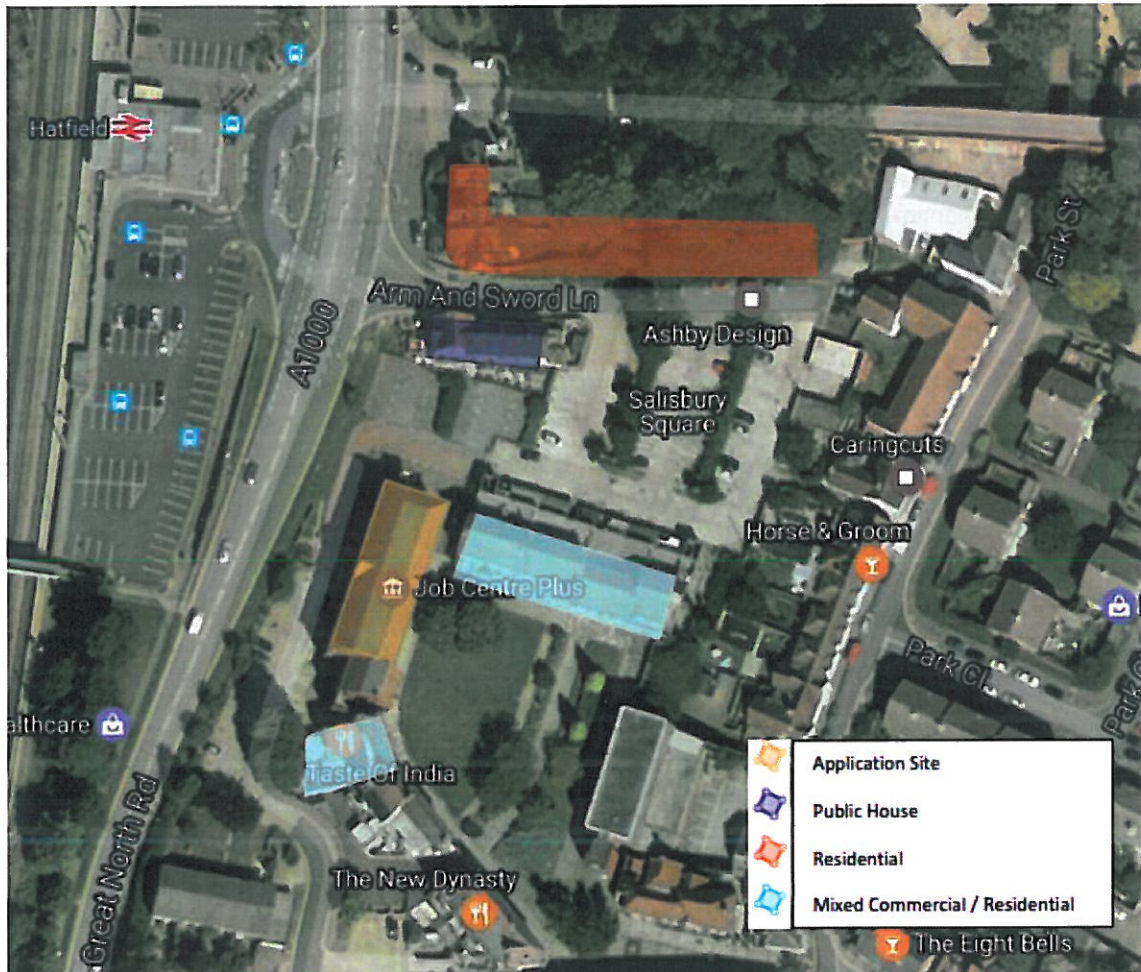 Hatfield
Park St
Arm And Sword Ln
A1000
Ashby Design
Salisbury
Square
Caringcuts
Horse & Groom
Job Centre Plus
Park Cl
althcare
Taste Of India
Great North Rd
The New Dynasty
The Eight Bells
Application Site
Public House
Residential
Mixed Commercial / Residential